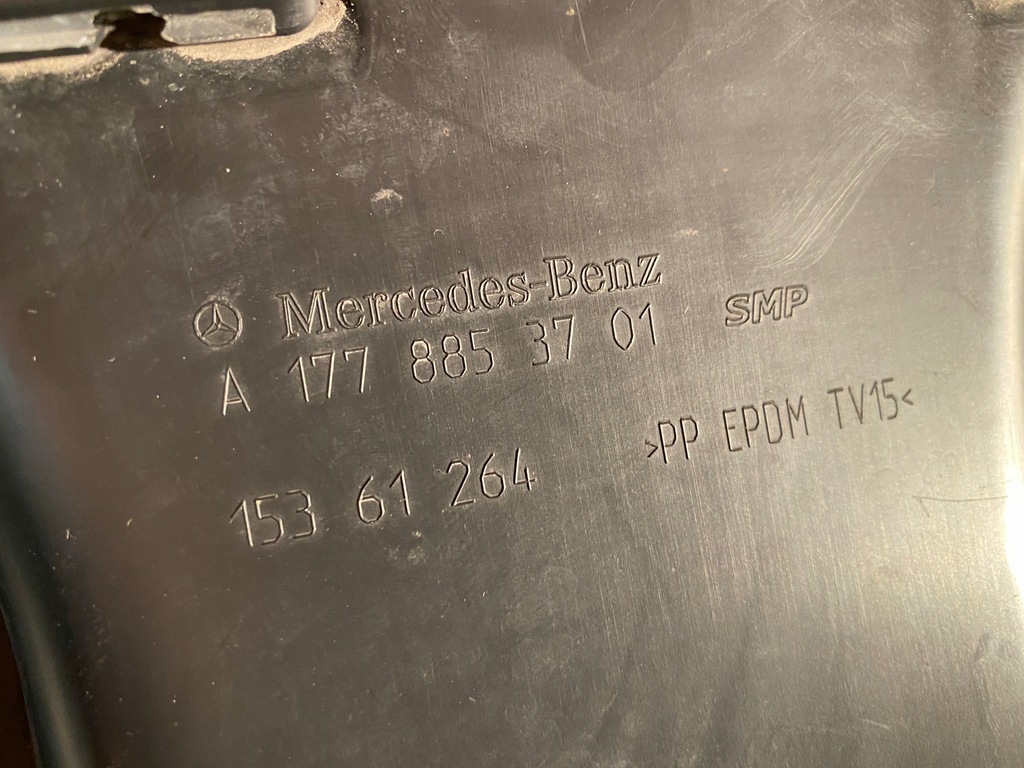 Mercedes-Benz
A 177 885 37 01
SMP
>PP EPDM TV15<
153 61 264